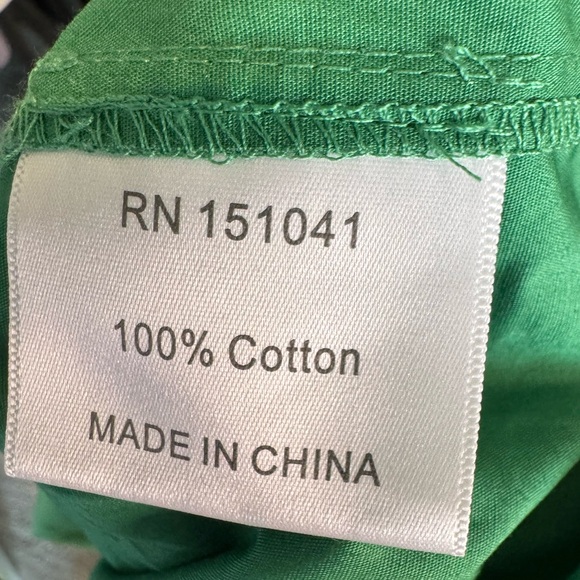 RN 151041
100% Cotton
MADE IN CHINA